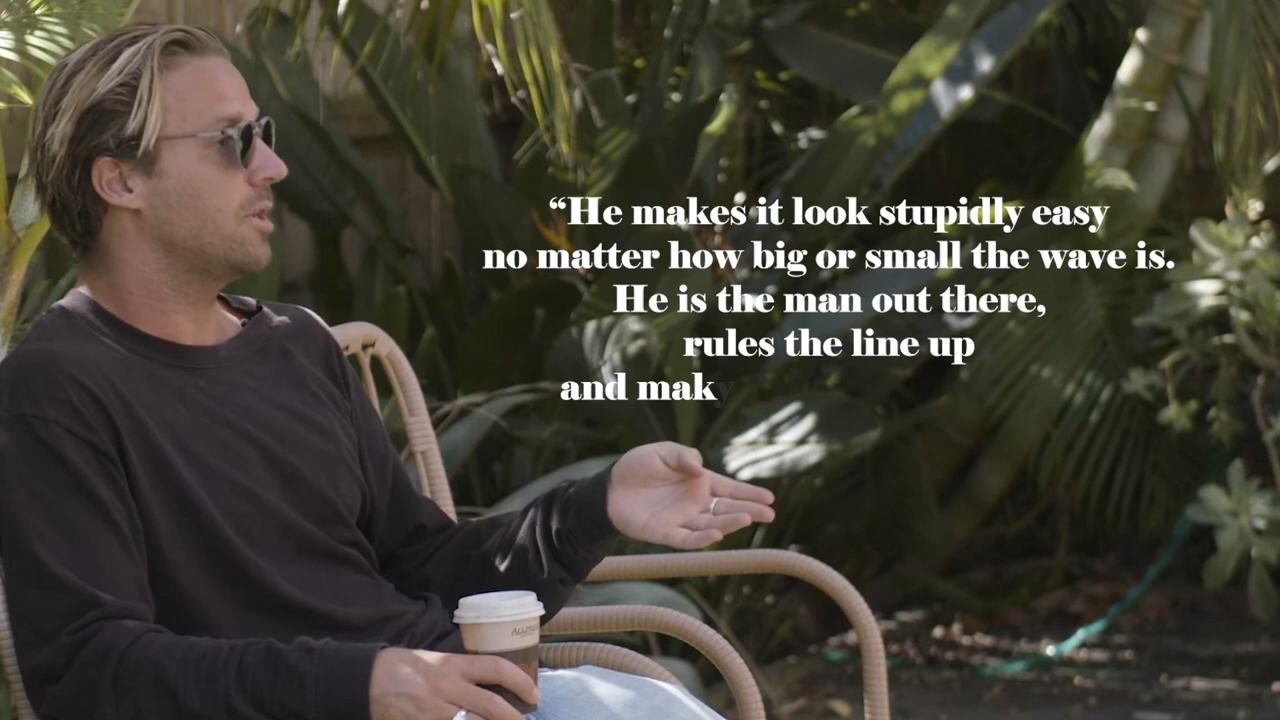 “He makes it look stupidly easy
no matter how big or small the wave is.
He is the man out there,
rules the line up
and mak